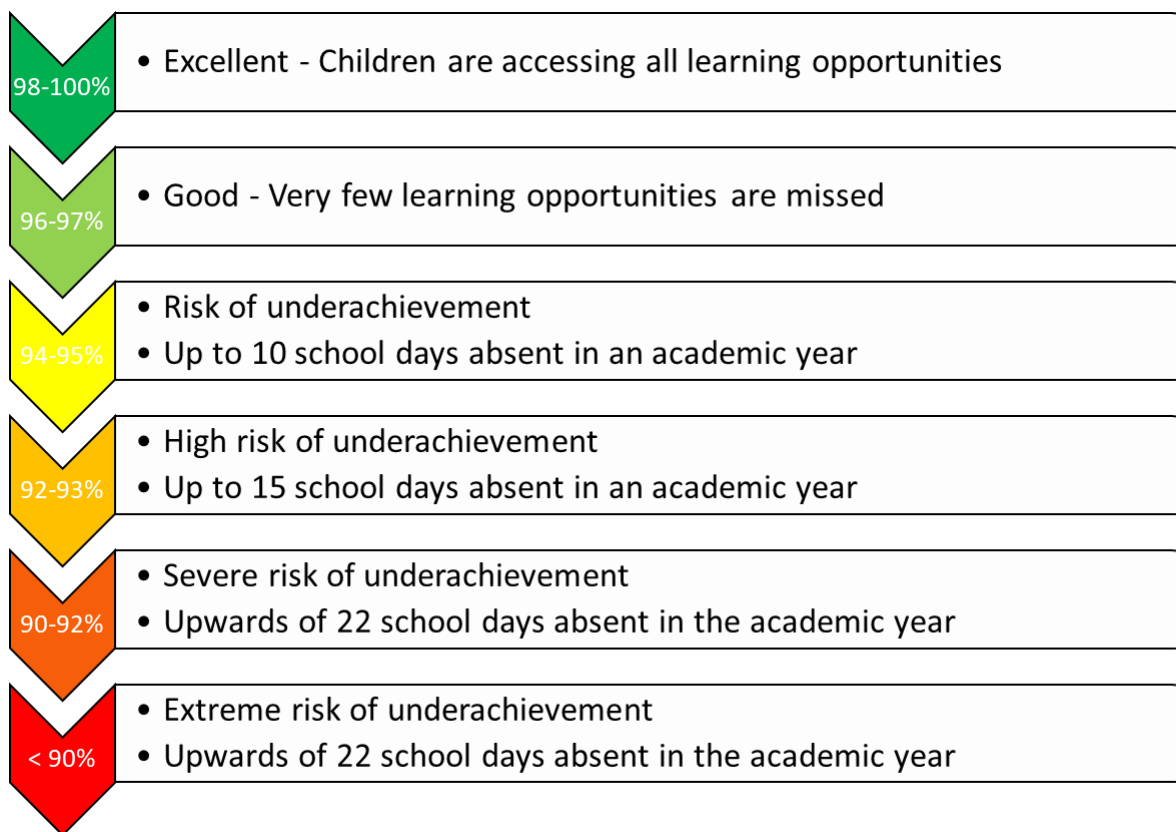 98-100%
• Excellent - Children are accessing all learning opportunities
96-97%
• Good - Very few learning opportunities are missed
94-95%
• Risk of underachievement
• Up to 10 school days absent in an academic year
92-93%
• High risk of underachievement
• Up to 15 school days absent in an academic year
90-92%
• Severe risk of underachievement
• Upwards of 22 school days absent in the academic year
< 90%
• Extreme risk of underachievement
• Upwards of 22 school days absent in the academic year